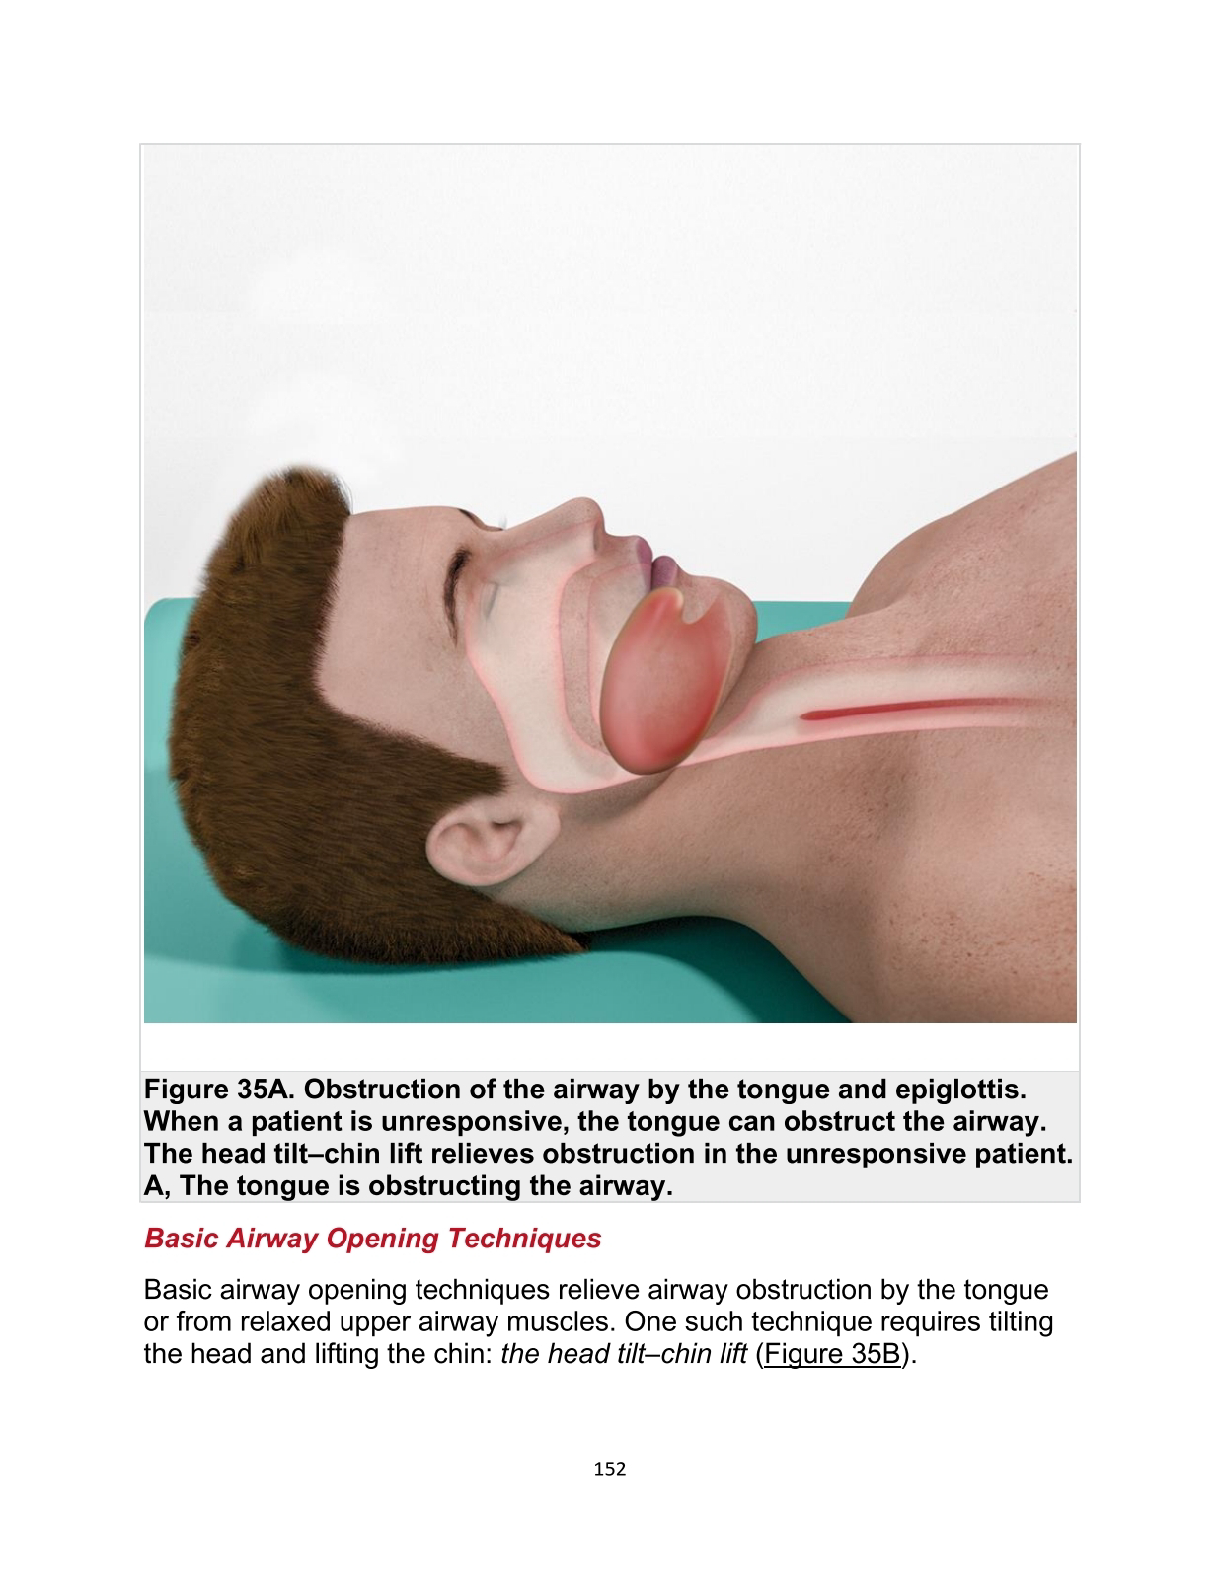 Figure 35A. Obstruction of the airway by the tongue and epiglottis.
When a patient is unresponsive, the tongue can obstruct the airway.
The head tilt–chin lift relieves obstruction in the unresponsive patient.
A, The tongue is obstructing the airway.
Basic Airway Opening Techniques
Basic airway opening techniques relieve airway obstruction by the tongue
or from relaxed upper airway muscles. One such technique requires tilting
the head and lifting the chin: the head tilt–chin lift (Figure 35B).
152